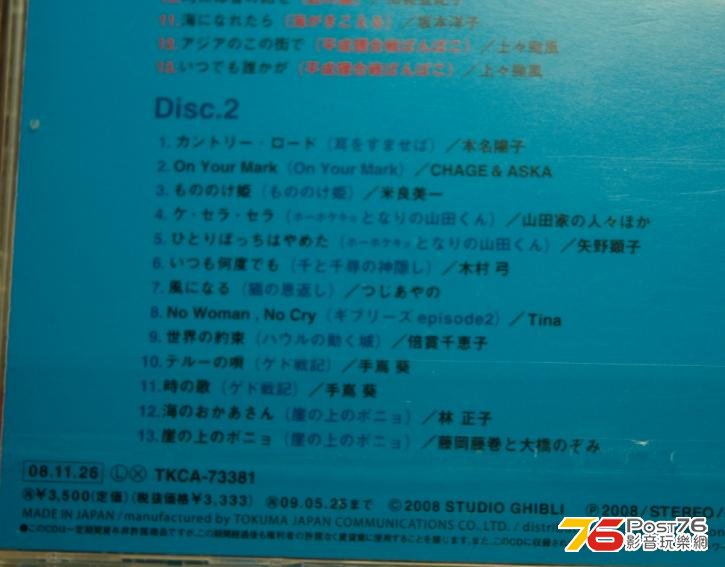 11.海になれたら（海がきこえる）／坂本洋子
12.アジアのこの街で（平成狸合戦ぽんぽこ）／上々颱風
13.いつでも誰かが（平成狸合戦ぽんぽこ）／上々颱風
Disc.2
1.カントリー・ロード（耳をすませば）／本名陽子
2.On Your Mark（On Your Mark）／CHAGE & ASKA
3.もののけ姫（もののけ姫）／米良美一
4.ケ・セラ・セラ（ホーホケキョとなりの山田くん）／山田家の人々ほか
5.ひとりぼっちはやめた（ホーホケキョとなりの山田くん）／矢野顕子
6.いつも何度でも（千と千尋の神隠し）／木村 弓
7.風になる（猫の恩返し）／つじあやの
8.No Woman , No Cry（ギブリーズ episode2）／Tina
9.世界の約束（ハウルの動く城）／倍賞千恵子
10.テルーの唄（ゲド戦記）／手嶌 葵
11.時の歌（ゲド戦記）／手嶌 葵
12.海のおかあさん（崖の上のポニョ）／林 正子
13.崖の上のポニョ（崖の上のポニョ）／藤岡藤巻と大橋のぞみ
08.11.26 Ⓛ TKCA-73381
¥3,500(定価)(税抜価格¥3,333) 09.05.25まで ©2008 STUDIO GHIBLI Ⓟ2008/STEREO/
MADE IN JAPAN/manufactured by TOKUMA JAPAN COMMUNICATIONS CO., LTD./
76 Post76
影音玩樂網